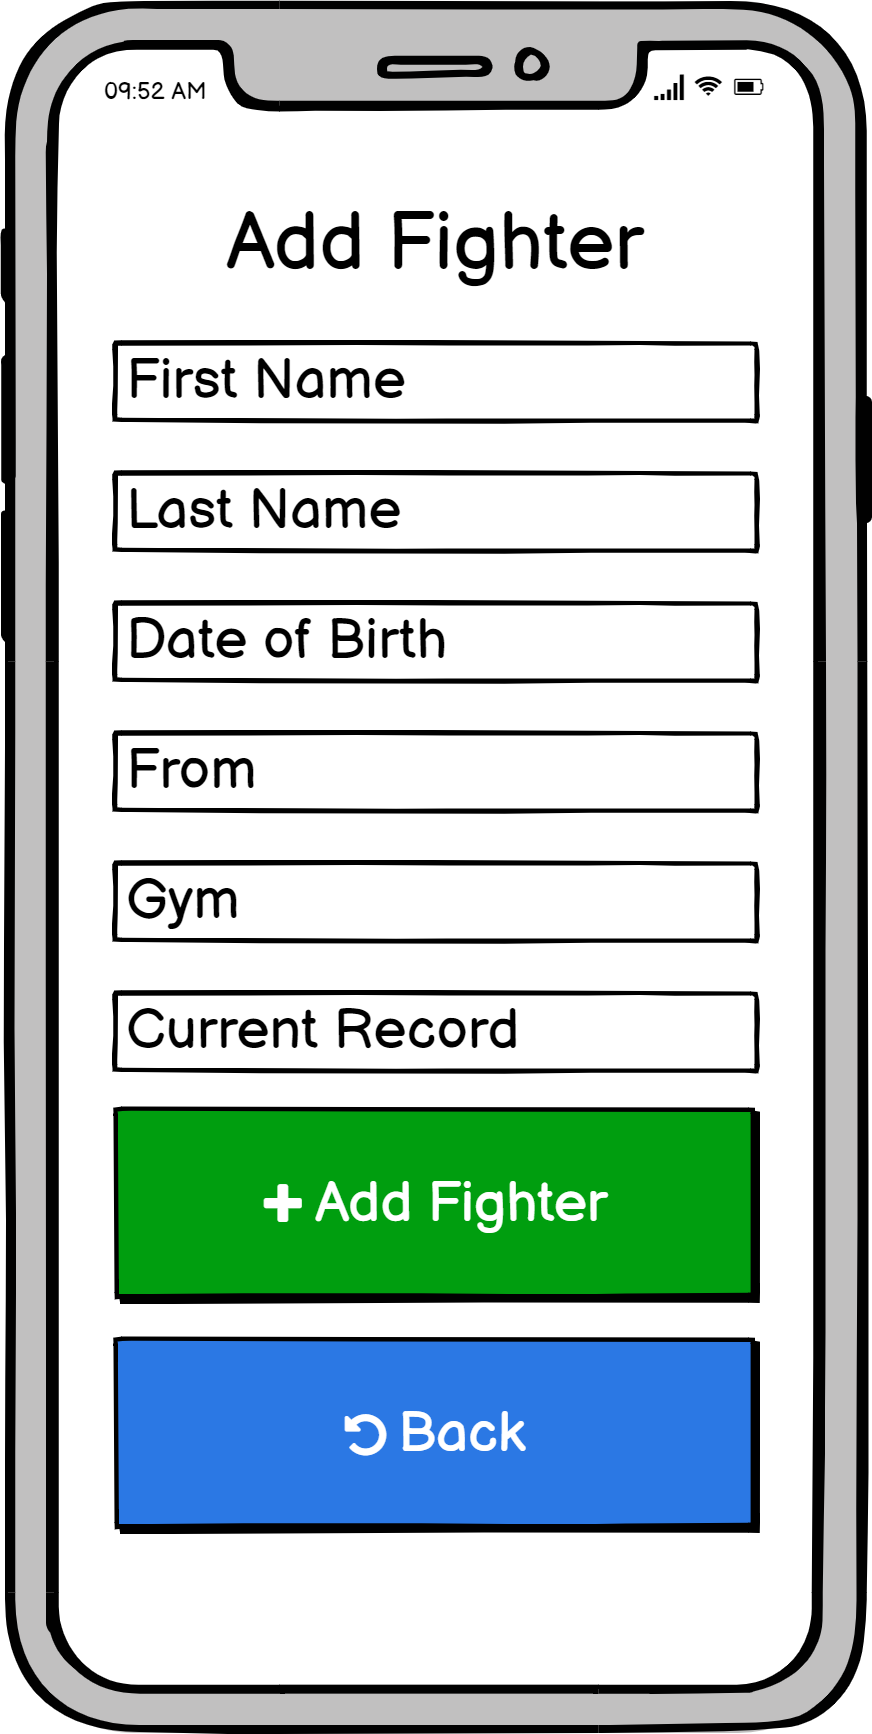 09:52 AM
Add Fighter
First Name
Last Name
Date of Birth
From
Gym
Current Record
Add Fighter
Back